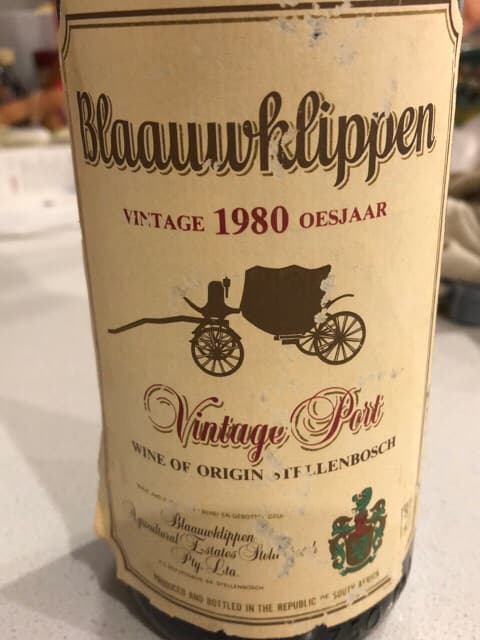 Blaauwklippen
VINTAGE 1980 OESJAAR
Vintage Port
WINE OF ORIGIN STELLENBOSCH
Blaauwklippen
Agricultural Estates
Pty. Ltd.
STELLENBOSCH
PRODUCED AND BOTTLED IN THE REPUBLIC OF SOUTH AFRICA